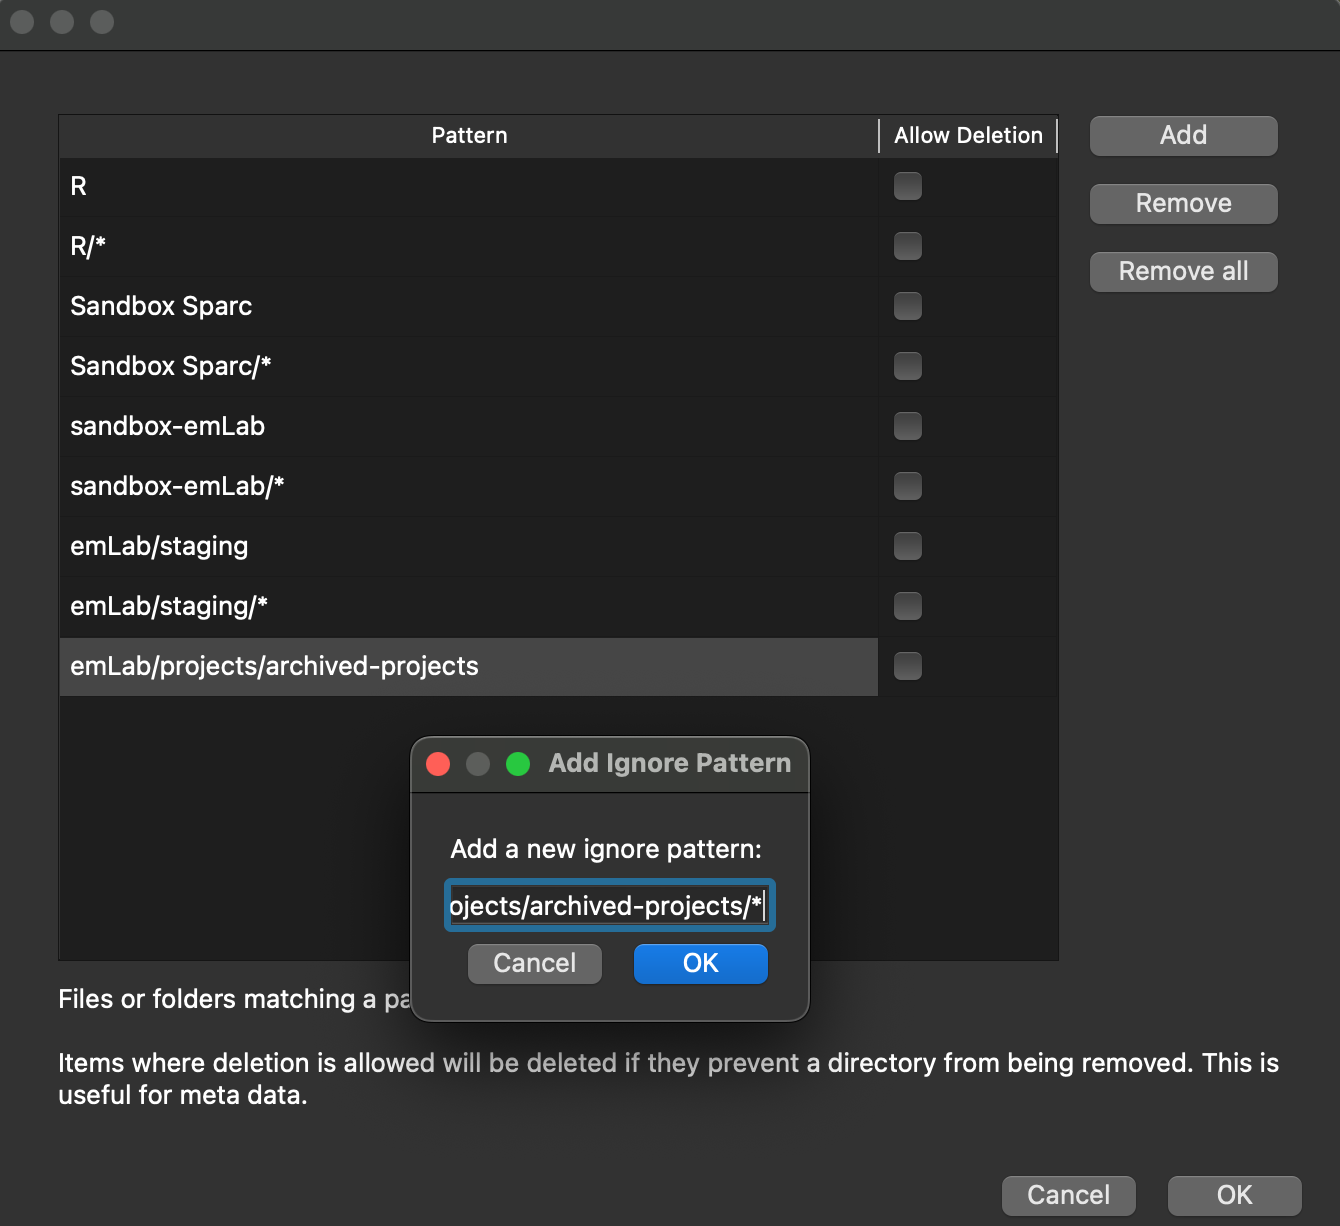 Pattern
Allow Deletion
Add
R
Remove
R/*
Remove all
Sandbox Sparc
Sandbox Sparc/*
sandbox-emLab
sandbox-emLab/*
emLab/staging
emLab/staging/*
emLab/projects/archived-projects
Add Ignore Pattern
Add a new ignore pattern:
ojects/archived-projects/*
Cancel
OK
Files or folders matching a pa
Items where deletion is allowed will be deleted if they prevent a directory from being removed. This is
useful for meta data.
Cancel
OK